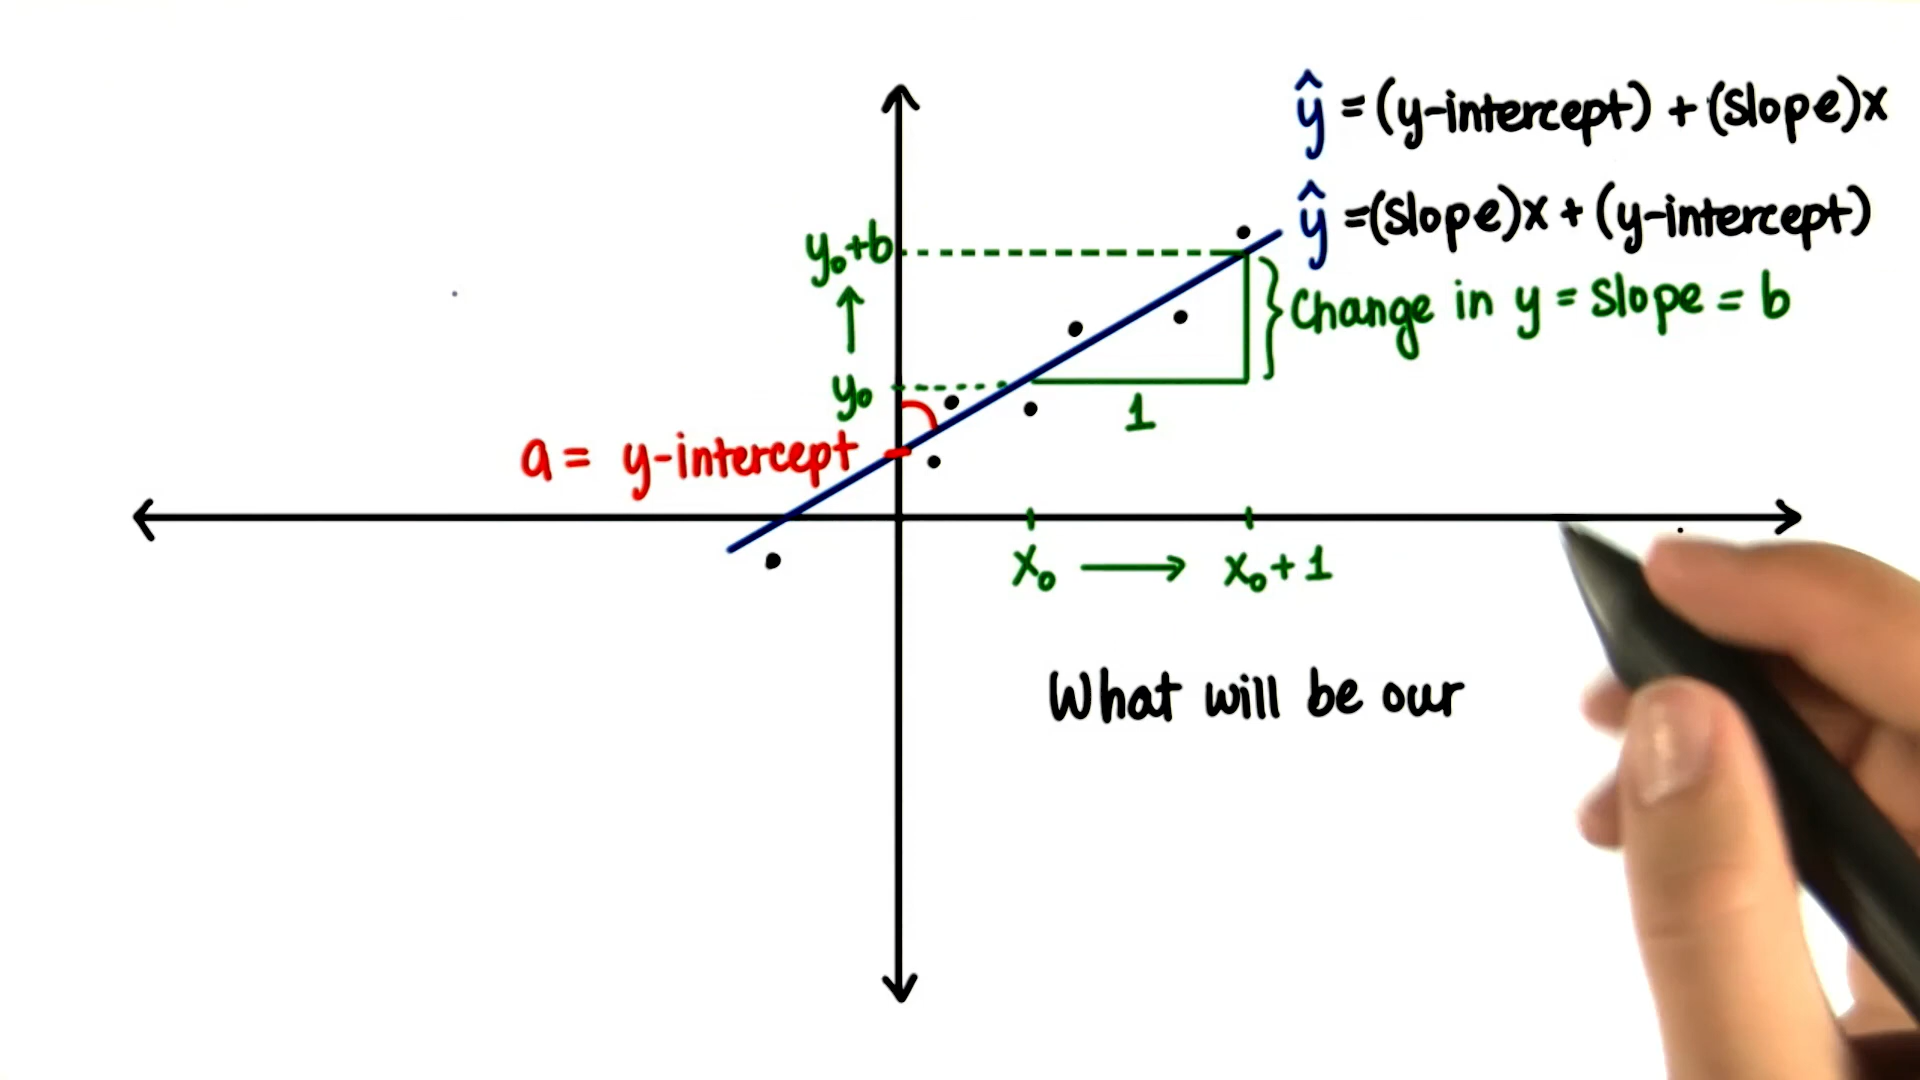 ŷ = (y-intercept) + (slope)x
ŷ =(slope)x + (y-intercept)
y₀+b
Change in y = slope = b
y₀
1
a = y-intercept
x₀ → x₀+1
What will be our